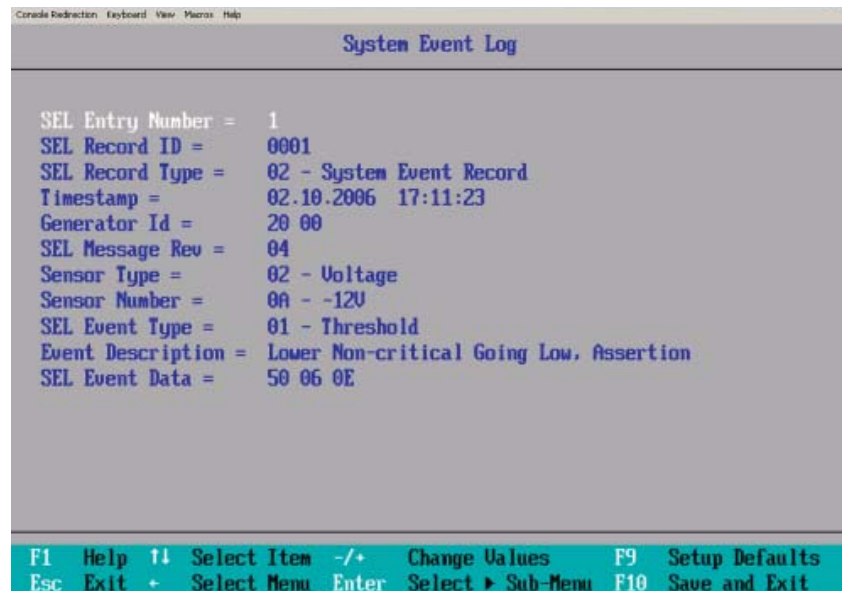 Console Redirection Keyboard View Macros Help
System Event Log
SEL Entry Number = 1
SEL Record ID = 0001
SEL Record Type = 02 - System Event Record
Timestamp = 02.10.2006 17:11:23
Generator Id = 20 00
SEL Message Rev = 04
Sensor Type = 02 - Voltage
Sensor Number = 0A - -12V
SEL Event Type = 01 - Threshold
Event Description = Lower Non-critical Going Low, Assertion
SEL Event Data = 50 06 0E
F1 Help ↑↓ Select Item -/+ Change Values F9 Setup Defaults
Esc Exit ← Select Menu Enter Select ▶ Sub-Menu F10 Save and Exit